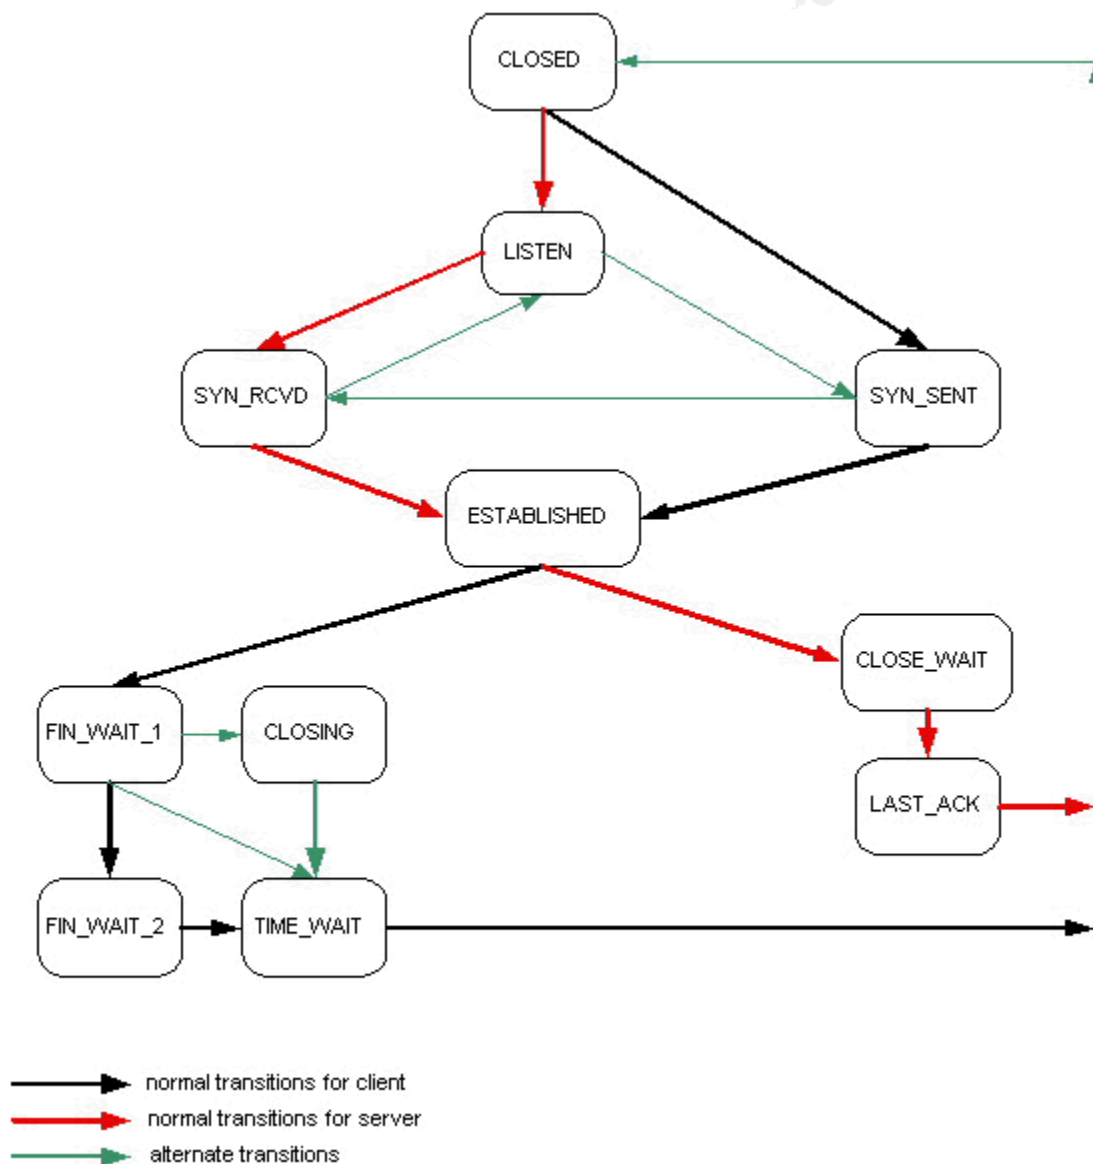 CLOSED
LISTEN
SYN_RCVD
SYN_SENT
ESTABLISHED
CLOSE_WAIT
FIN_WAIT_1
CLOSING
LAST_ACK
FIN_WAIT_2
TIME_WAIT
normal transitions for client
normal transitions for server
alternate transitions